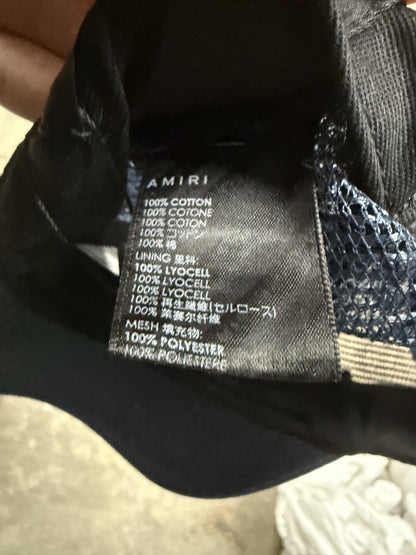 AMIRI
100% COTTON
100% COTONE
100% COTON
100% コットン
100% 棉
LINING 里料:
100% LYOCELL
100% LYOCELL
100% LYOCELL
100% 再生繊維(セルロース)
100% 莱赛尔纤维
MESH 填充物:
100% POLYESTER
100% POLIESTERE